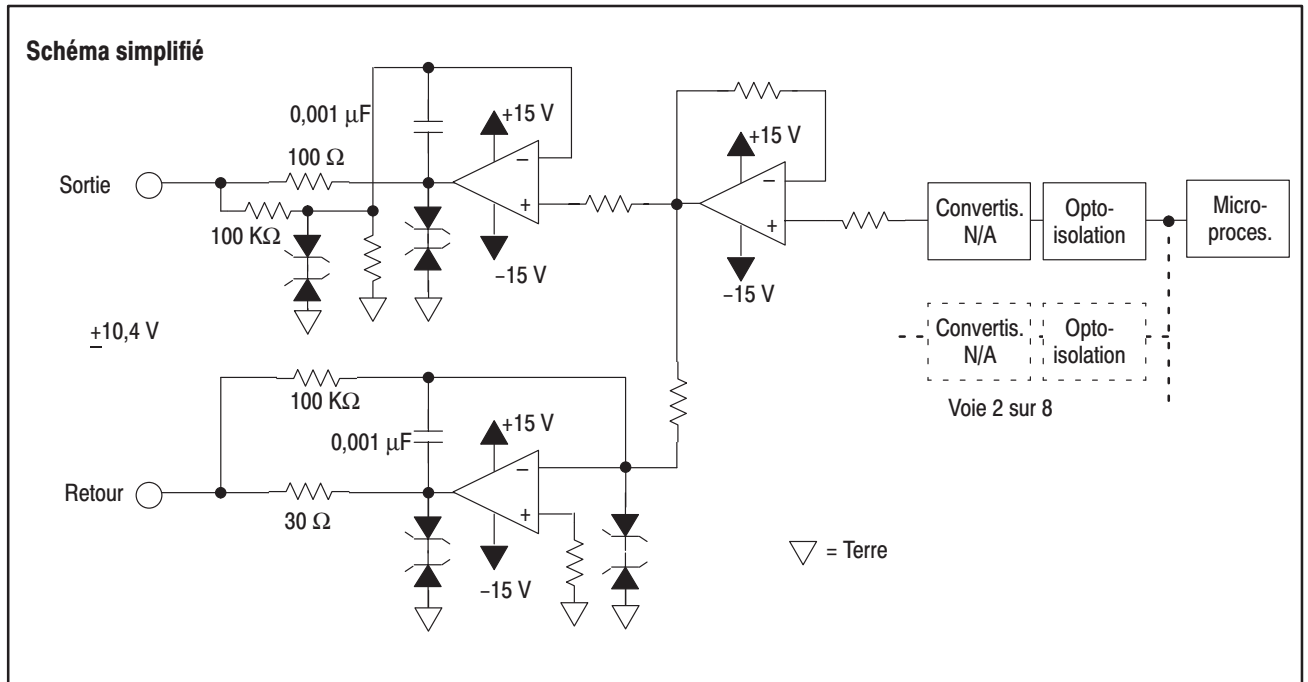 Schéma simplifié
0,001 μF
+15 V
+15 V
100 Ω
Sortie
−
+
−
+
100 KΩ
−15 V
−15 V
Convertis.
N/A
Opto-
isolation
Micro-
proces.
±10,4 V
Convertis.
N/A
Opto-
isolation
Voie 2 sur 8
100 KΩ
0,001 μF
+15 V
−
+
Retour
30 Ω
−15 V
= Terre